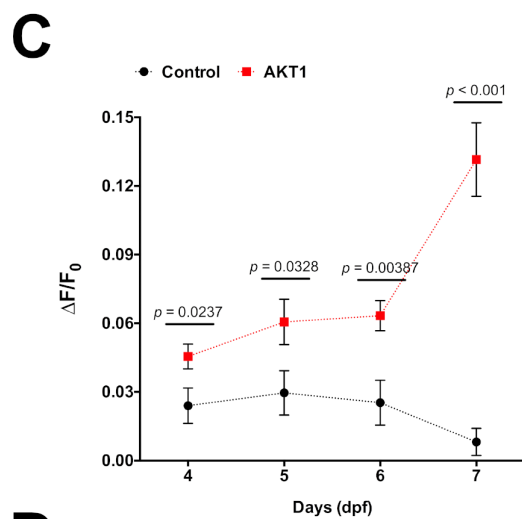 C
Control AKT1
p < 0.001
0.15
0.12
0.09
p = 0.0328 p = 0.00387
ΔF/F0
0.06
p = 0.0237
0.03
0.00
4 5 6 7
Days (dpf)